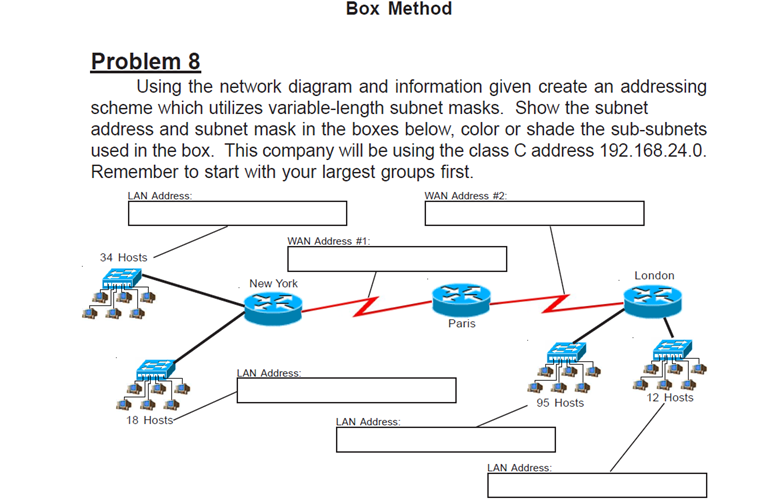 Box Method
Problem 8
Using the network diagram and information given create an addressing
scheme which utilizes variable-length subnet masks. Show the subnet
address and subnet mask in the boxes below, color or shade the sub-subnets
used in the box. This company will be using the class C address 192.168.24.0.
Remember to start with your largest groups first.
LAN Address:
WAN Address #2:
WAN Address #1:
34 Hosts
New York
London
Paris
LAN Address:
95 Hosts
12 Hosts
18 Hosts
LAN Address:
LAN Address: